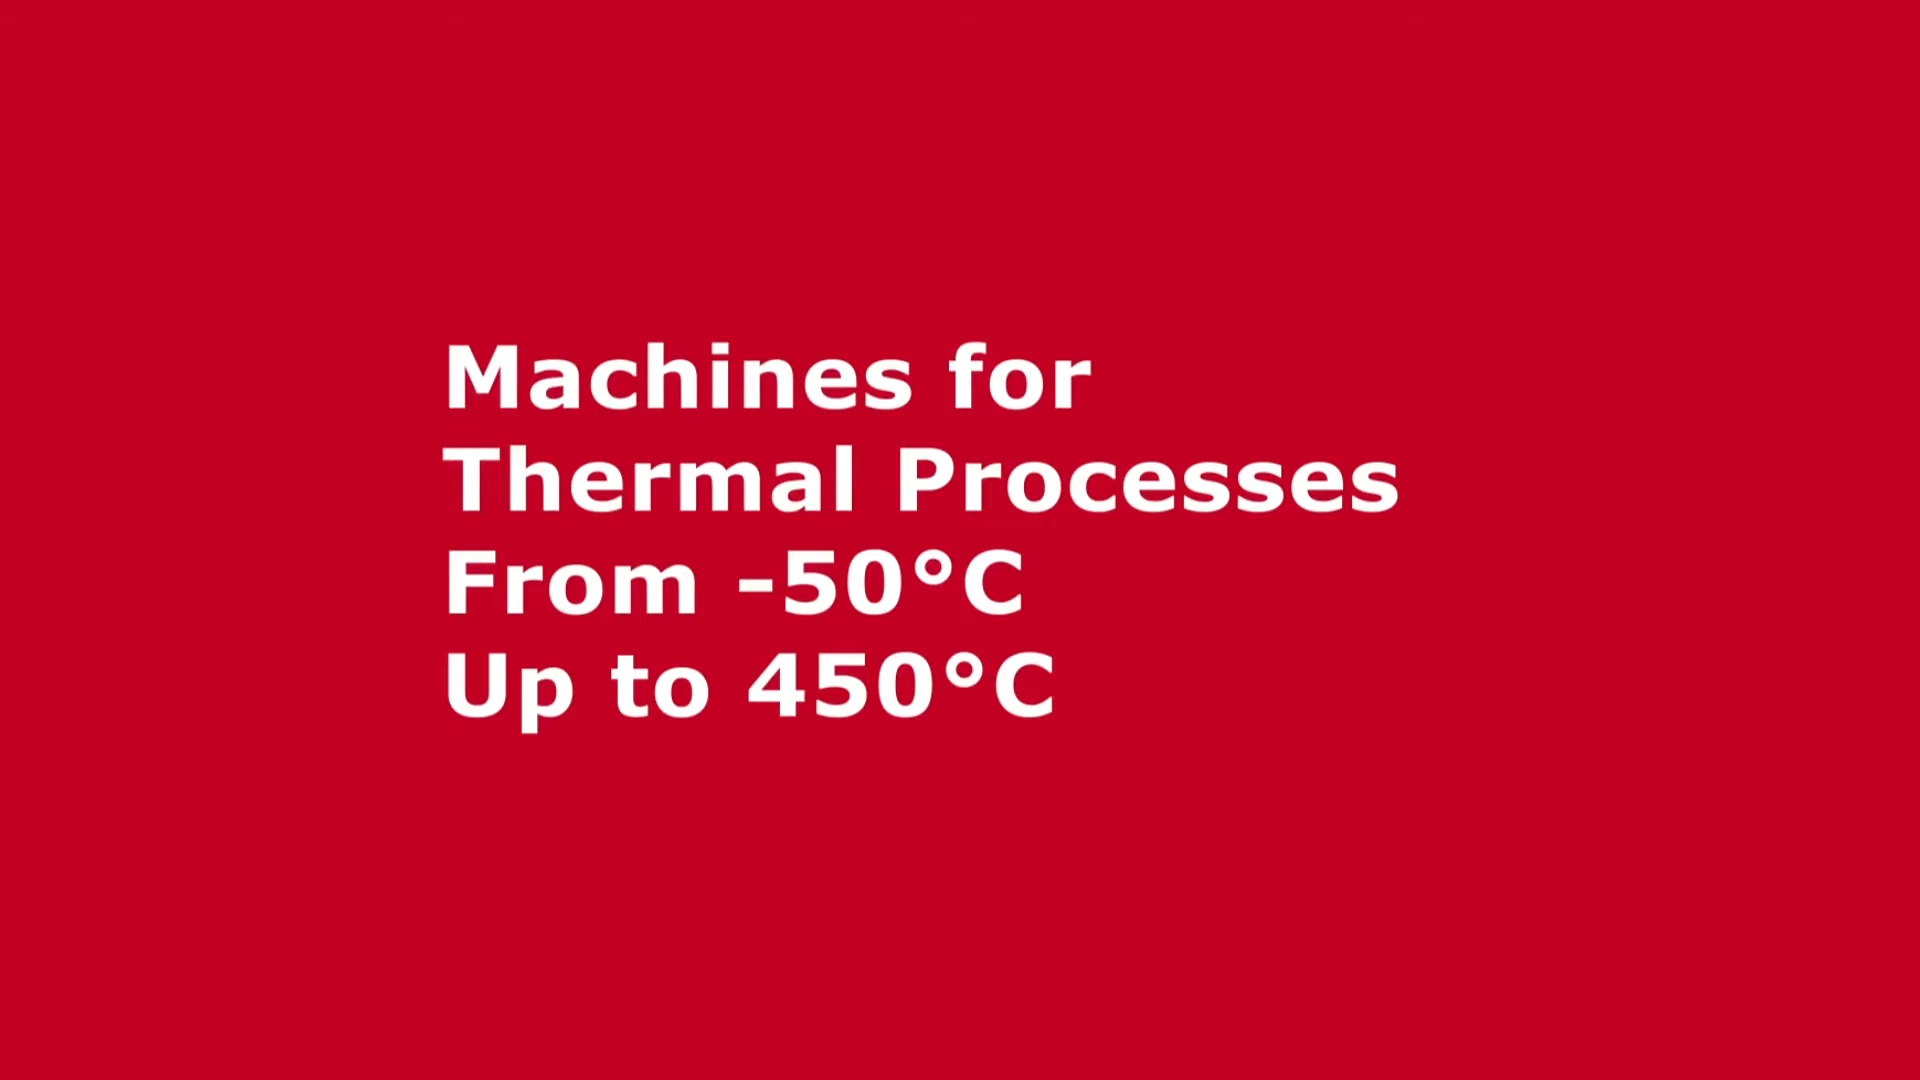 Machines for
Thermal Processes
From -50°C
Up to 450°C